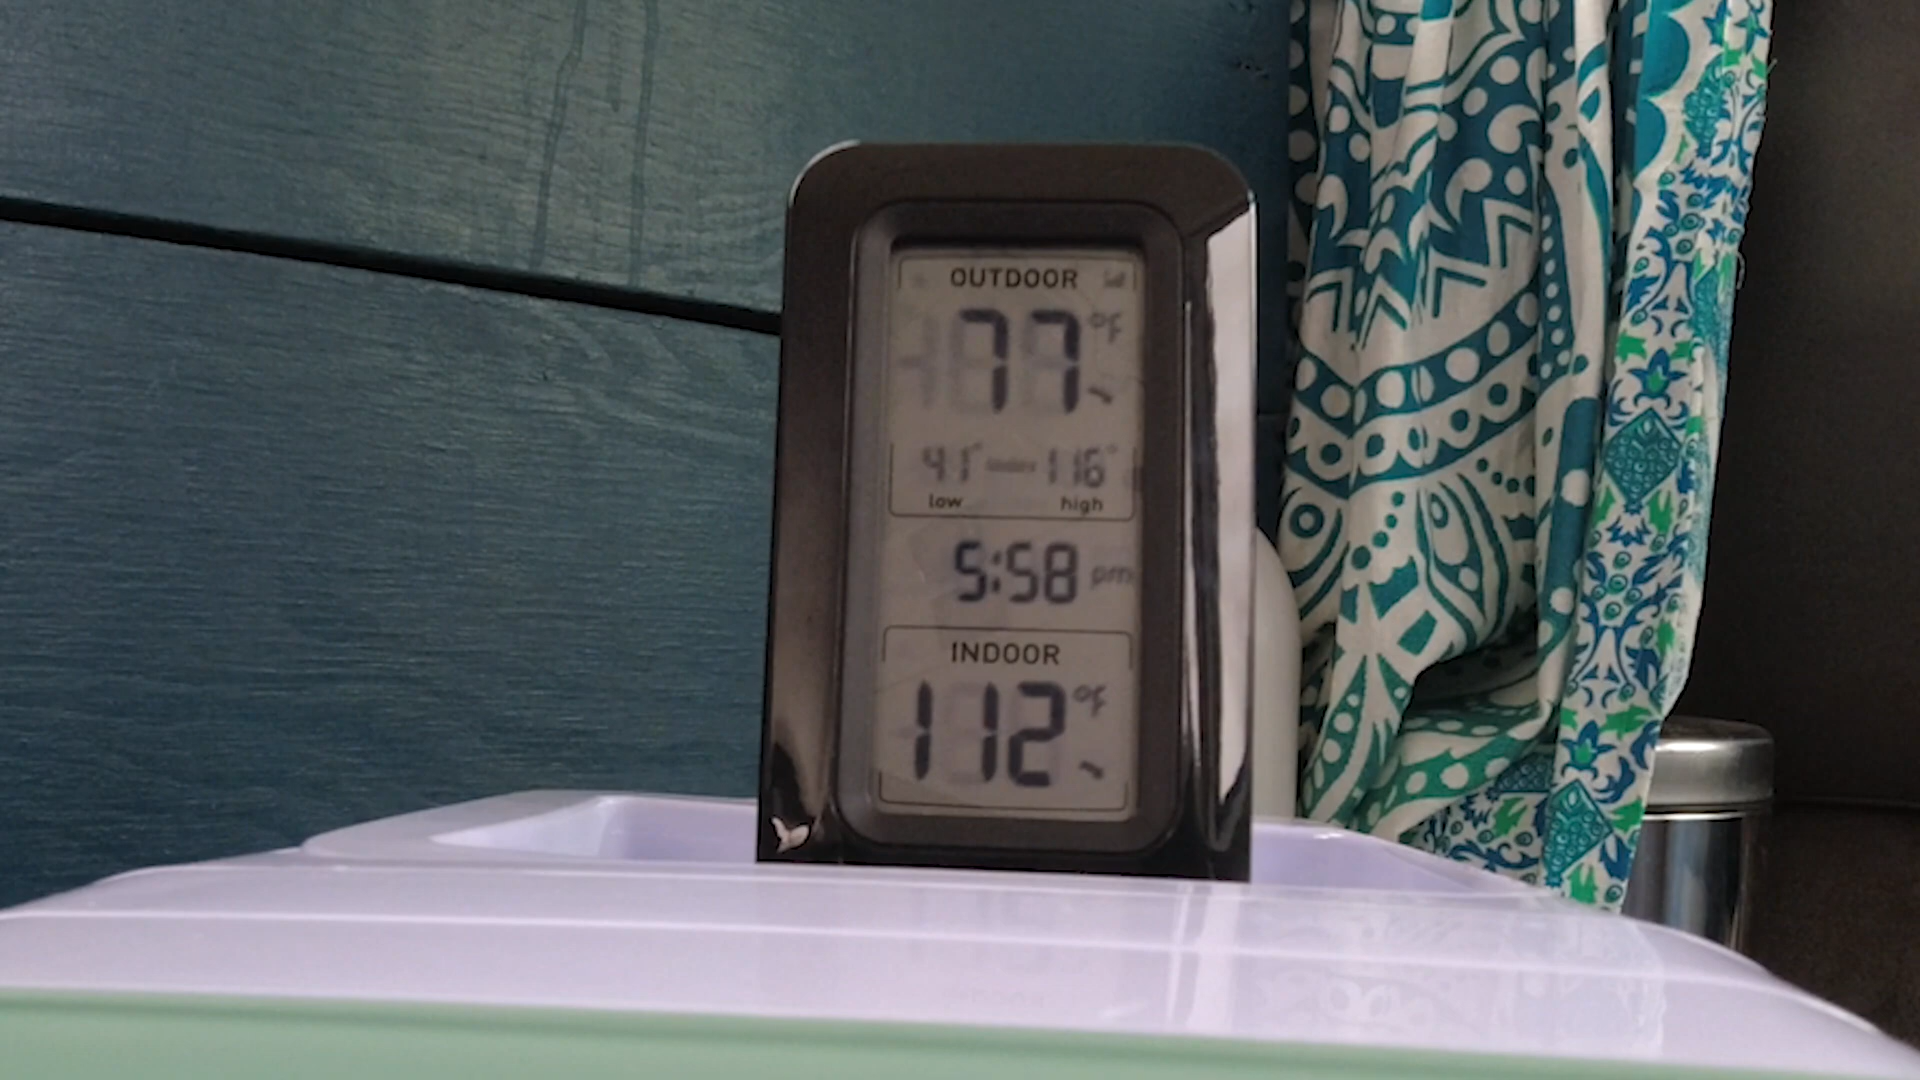 OUTDOOR
77 °F
41° 116°
low high
5:58 pm
INDOOR
112 °F